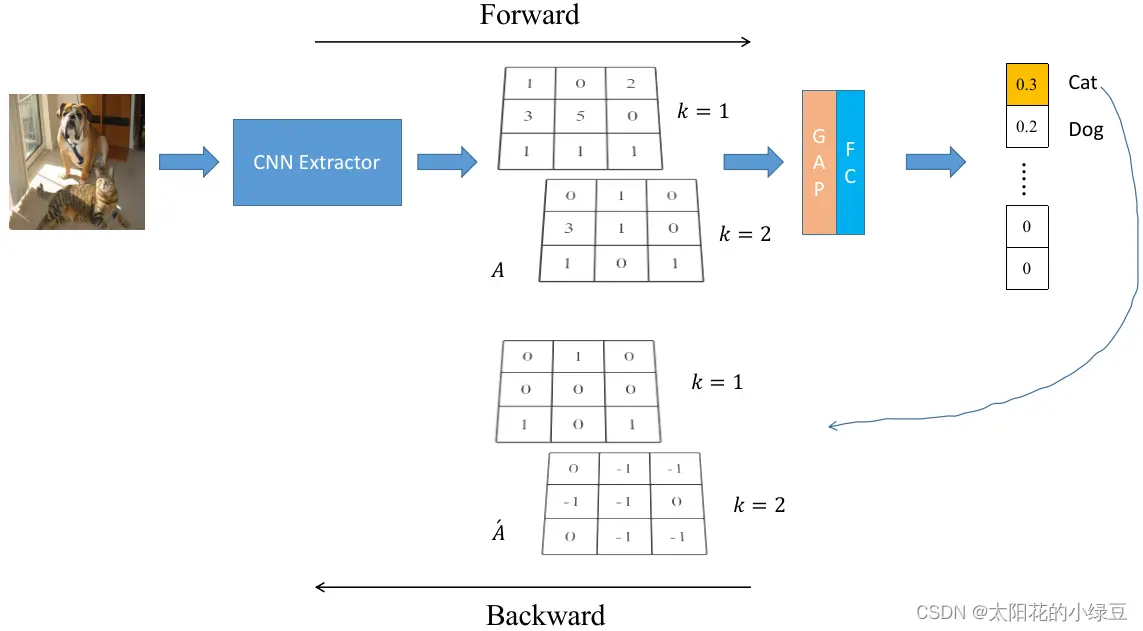 Forward
1 0 2
3 5 0
1 1 1
k = 1
0 1 0
3 1 0
1 0 1
k = 2
A
CNN Extractor
GAP
FC
0.3
Cat
0.2
Dog
0
0
0 1 0
0 0 0
1 0 1
k = 1
0 -1 -1
-1 -1 0
0 -1 -1
k = 2
Á
Backward
CSDN @太阳花的小绿豆